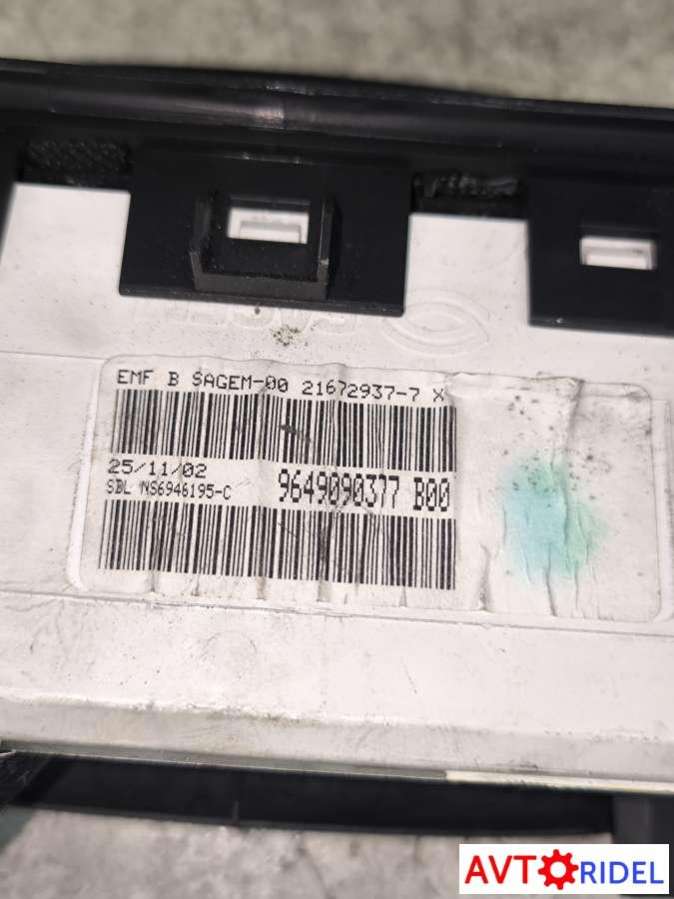 EMF B SAGEM-00 21672937-7 X
25/11/02
SBL NS6946195-C 9649090377 B00
AVTORIDEL